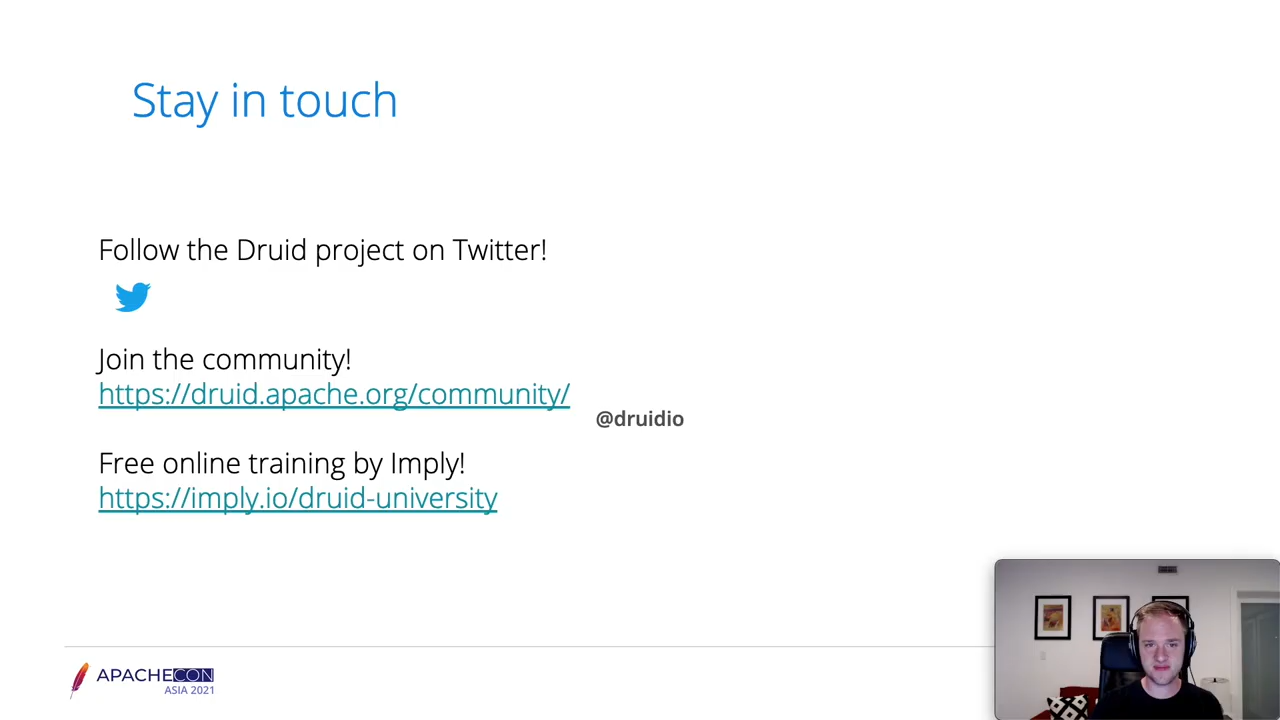 Stay in touch
Follow the Druid project on Twitter!
Join the community!
https://druid.apache.org/community/
@druidio
Free online training by Imply!
https://imply.io/druid-university
APACHECON
ASIA 2021